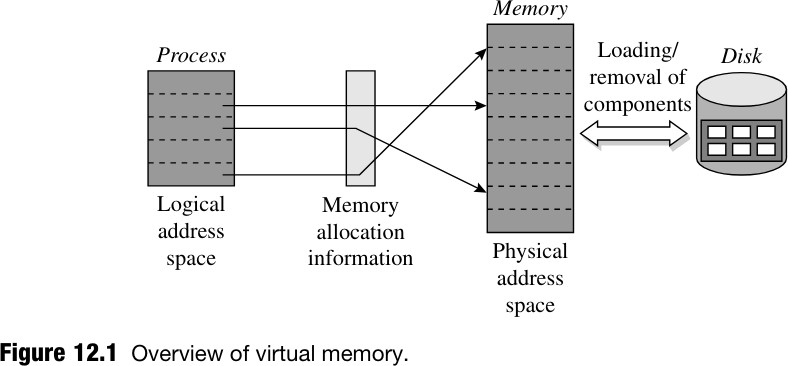 Memory
Process
Loading/
removal of
components
Disk
Logical
address
space
Memory
allocation
information
Physical
address
space
Figure 12.1 Overview of virtual memory.